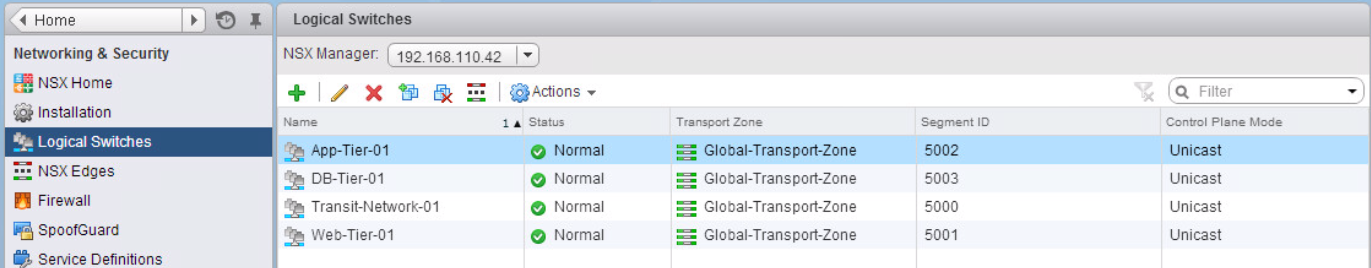 Home
Networking & Security
NSX Home
Installation
Logical Switches
NSX Edges
Firewall
SpoofGuard
Service Definitions
Logical Switches
NSX Manager: 192.168.110.42
Actions
Filter
Name 1 Status Transport Zone Segment ID Control Plane Mode
App-Tier-01 Normal Global-Transport-Zone 5002 Unicast
DB-Tier-01 Normal Global-Transport-Zone 5003 Unicast
Transit-Network-01 Normal Global-Transport-Zone 5000 Unicast
Web-Tier-01 Normal Global-Transport-Zone 5001 Unicast